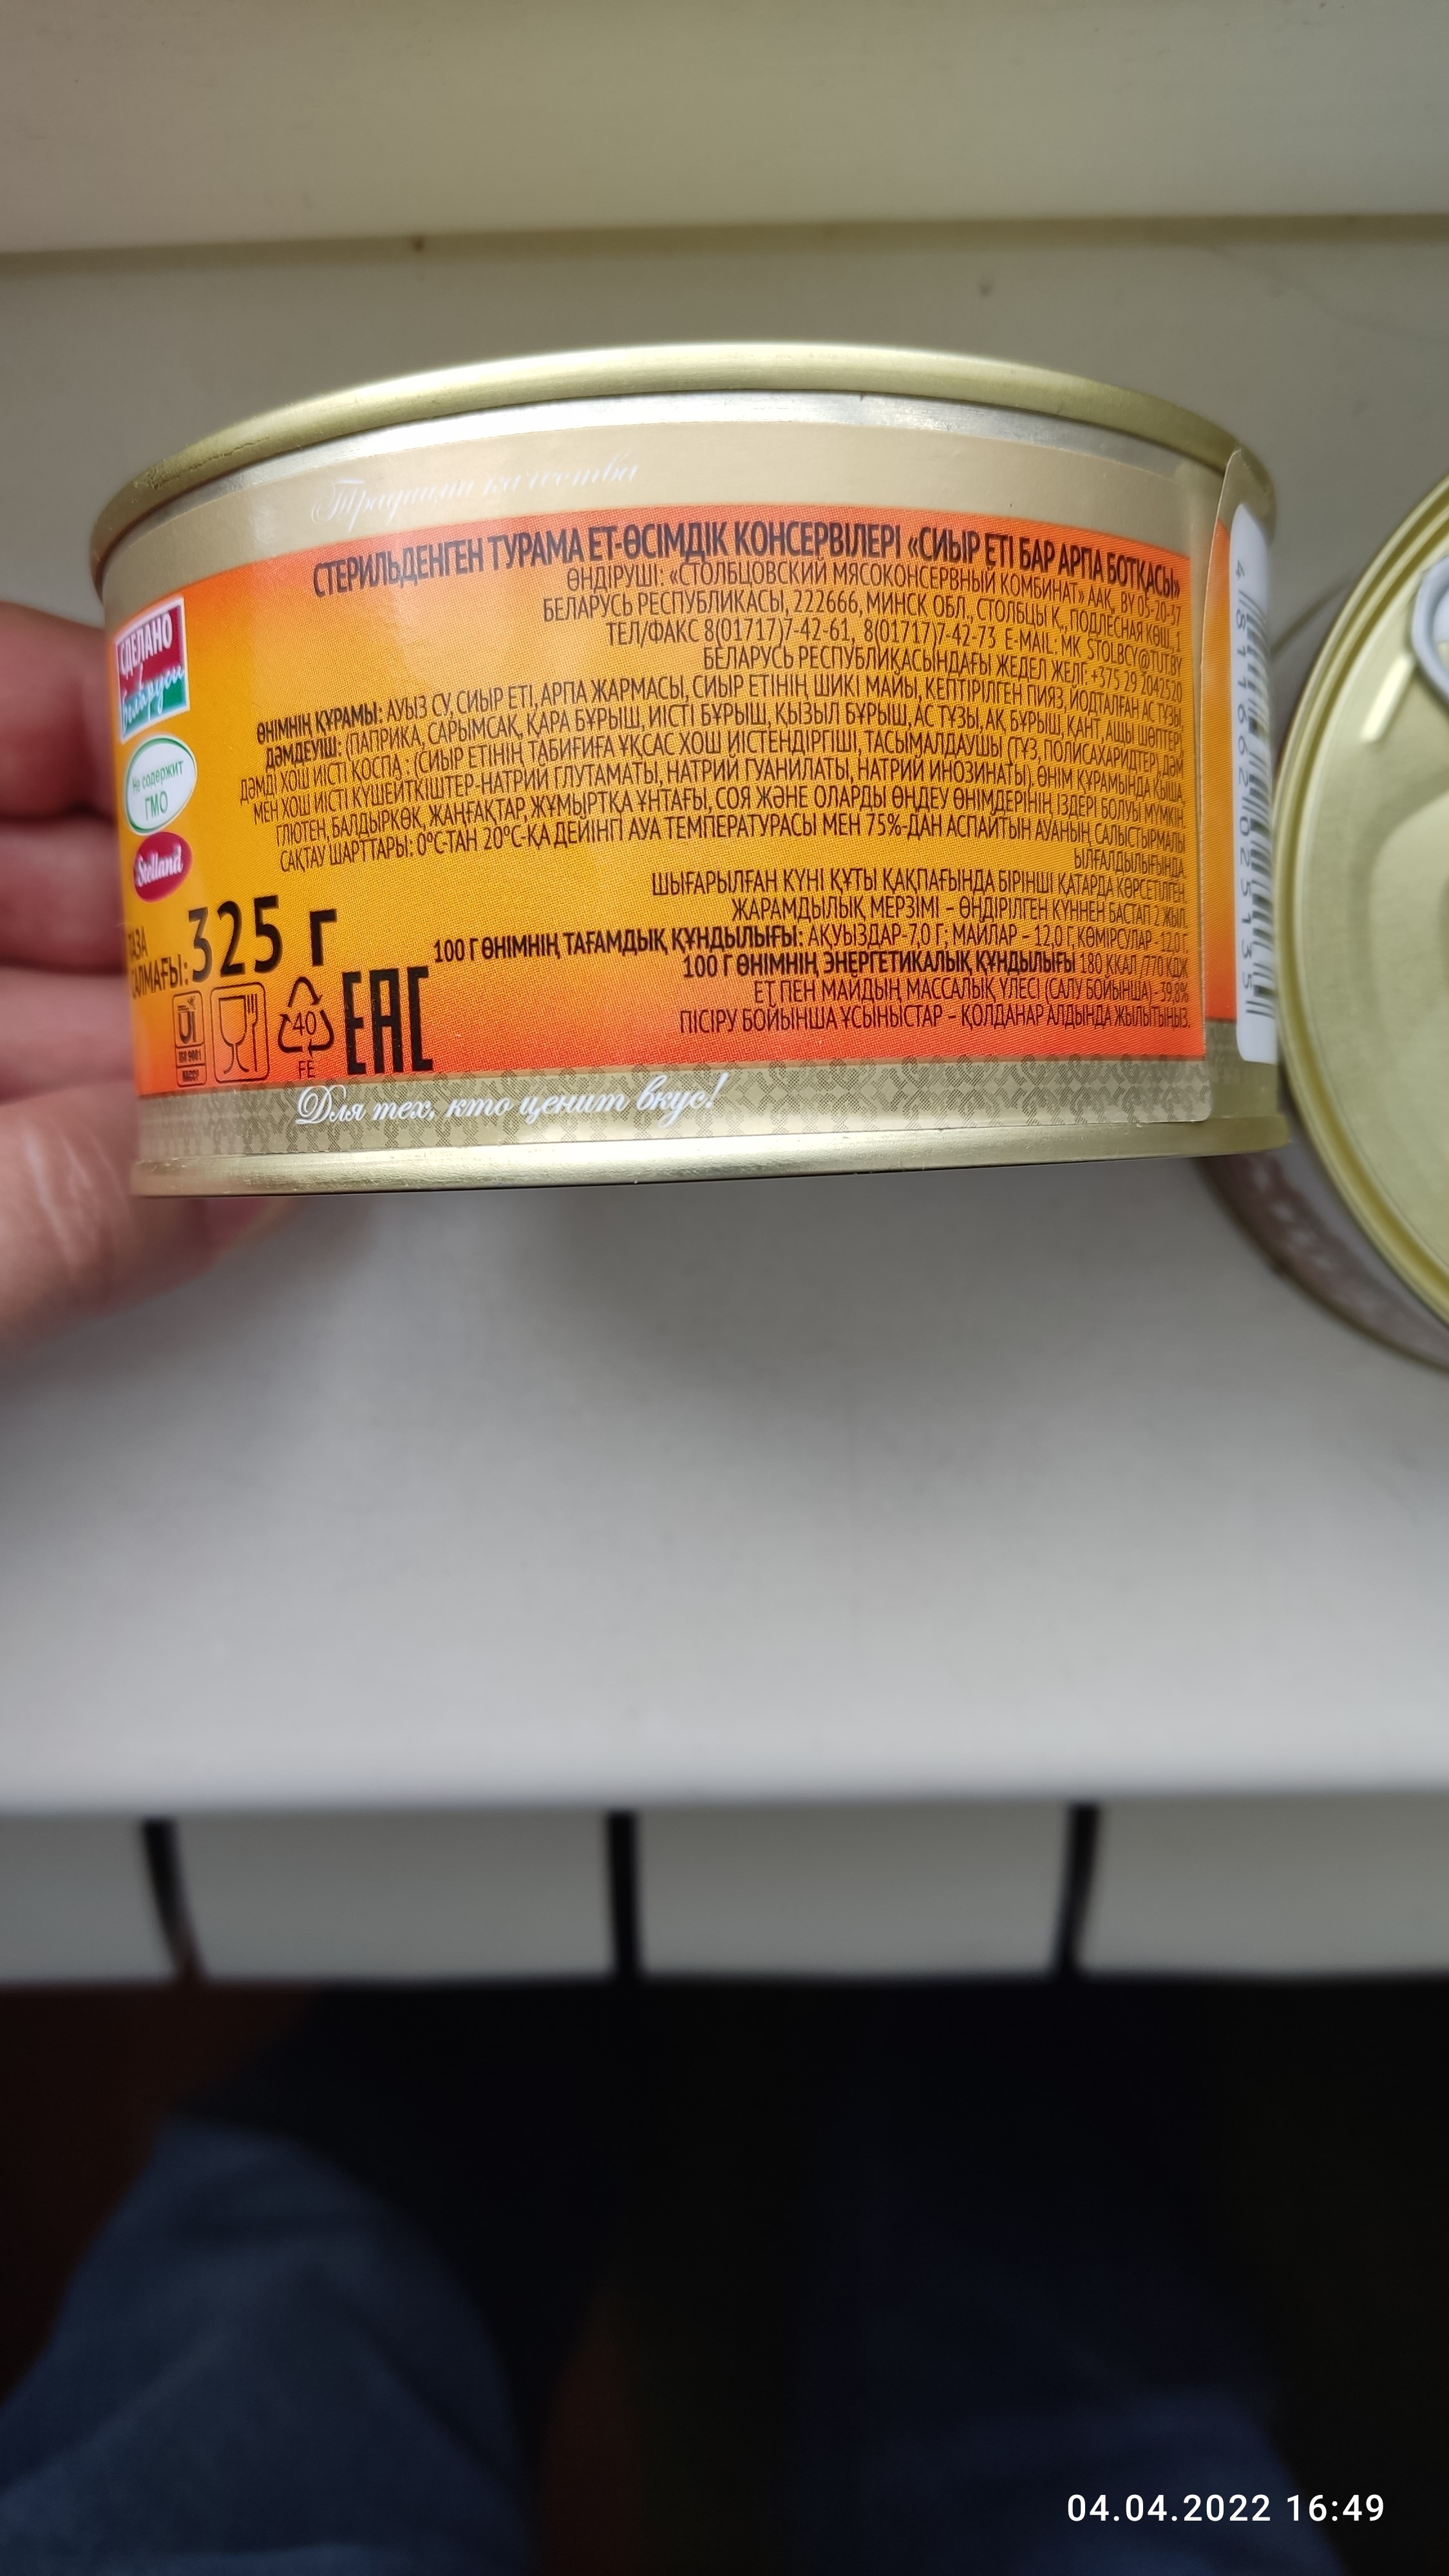 Традиции качества
СТЕРИЛЬДЕНГЕН ТУРАМА ЕТ-ӨСІМДІК КОНСЕРВІЛЕРІ «СИЫР ЕТІ БАР АРПА БОТҚАСЫ»
ӨНДІРУШІ: «СТОЛБЦОВСКИЙ МЯСОКОНСЕРВНЫЙ КОМБИНАТ» ААҚ, BY 05-20-37
БЕЛАРУСЬ РЕСПУБЛИКАСЫ, 222666, МИНСК ОБЛ., СТОЛБЦЫ Қ., ПОДЛЕСНАЯ КӨШ., 1
ТЕЛ/ФАКС 8(01717)7-42-61, 8(01717)7-42-73 E-MAIL: MK_STOLBCY@TUT.BY
БЕЛАРУСЬ РЕСПУБЛИКАСЫНДАҒЫ ЖЕДЕЛ ЖЕЛІ: +375 29 2042520
ӨНІМНІҢ ҚҰРАМЫ: АУЫЗ СУ, СИЫР ЕТІ, АРПА ЖАРМАСЫ, СИЫР ЕТІНІҢ ШИКІ МАЙЫ, КЕПТІРІЛГЕН ПИЯЗ, ЙОДТАЛҒАН АС ТҰЗЫ,
ДӘМДЕУІШ: (ПАПРИКА, САРЫМСАҚ, ҚАРА БҰРЫШ, ИІСТІ БҰРЫШ, ҚЫЗЫЛ БҰРЫШ, АС ТҰЗЫ, АҚ БҰРЫШ, ҚАНТ, АЩЫ ШӨПТЕР),
ДӘМДІ ХОШ ИІСТІ ҚОСПА : (СИЫР ЕТІНІҢ ТАБИҒИҒА ҰҚСАС ХОШ ИІСТЕНДІРГІШІ, ТАСЫМАЛДАУШЫ (ТҰЗ, ПОЛИСАХАРИДТЕР), ДӘМ
МЕН ХОШ ИІСТІ КҮШЕЙТКІШТЕР-НАТРИЙ ГЛУТАМАТЫ, НАТРИЙ ГУАНИЛАТЫ, НАТРИЙ ИНОЗИНАТЫ). ӨНІМ ҚҰРАМЫНДА ҚЫША,
ГЛЮТЕН, БАЛДЫРКӨК, ЖАҢҒАҚТАР, ЖҰМЫРТҚА ҰНТАҒЫ, СОЯ ЖӘНЕ ОЛАРДЫ ӨҢДЕУ ӨНІМДЕРІНІҢ ІЗДЕРІ БОЛУЫ МҮМКІН.
САҚТАУ ШАРТТАРЫ: 0°С-ТАН 20°С-ҚА ДЕЙІНГІ АУА ТЕМПЕРАТУРАСЫ МЕН 75%-ДАН АСПАЙТЫН АУАНЫҢ САЛЫСТЫРМАЛЫ
ЫЛҒАЛДЫЛЫҒЫНДА.
ШЫҒАРЫЛҒАН КҮНІ ҚҰТЫ ҚАҚПАҒЫНДА БІРІНШІ ҚАТАРДА КӨРСЕТІЛГЕН.
ЖАРАМДЫЛЫҚ МЕРЗІМІ – ӨНДІРІЛГЕН КҮННЕН БАСТАП 2 ЖЫЛ.
100 Г ӨНІМНІҢ ТАҒАМДЫҚ ҚҰНДЫЛЫҒЫ: АҚУЫЗДАР-7,0 Г; МАЙЛАР – 12,0 Г, КӨМІРСУЛАР -12,0 Г.
100 Г ӨНІМНІҢ ЭНЕРГЕТИКАЛЫҚ ҚҰНДЫЛЫҒЫ 180 ККАЛ /770 КДЖ
ЕТ ПЕН МАЙДЫҢ МАССАЛЫҚ ҮЛЕСІ (САЛУ БОЙЫНША) - 39,8%
ПІСІРУ БОЙЫНША ҰСЫНЫСТАР – ҚОЛДАНАР АЛДЫНДА ЖЫЛЫТЫҢЫЗ.
СДЕЛАНО
в Беларуси
Не содержит
ГМО
Stolland
ТАЗА
САЛМАҒЫ: 325 г
ISO 9001
HACCP
40
FE
EAC
Для тех, кто ценит вкус!
4 811662 025135
04.04.2022 16:49